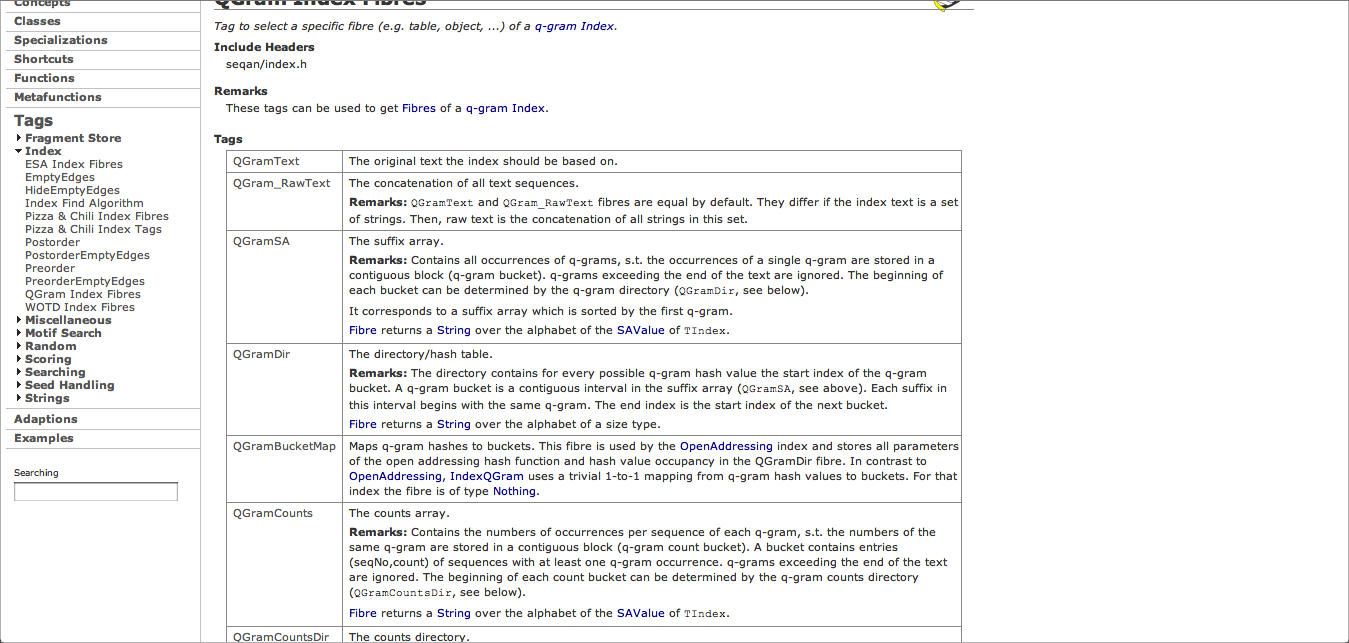 Concepts
Classes
Specializations
Shortcuts
Functions
Metafunctions
Tags
Fragment Store
Index
ESA Index Fibres
EmptyEdges
HideEmptyEdges
Index Find Algorithm
Pizza & Chili Index Fibres
Pizza & Chili Index Tags
Postorder
PostorderEmptyEdges
Preorder
PreorderEmptyEdges
QGram Index Fibres
WOTD Index Fibres
Miscellaneous
Motif Search
Random
Scoring
Searching
Seed Handling
Strings
Adaptions
Examples
Searching
QGram Index Fibres
Tag to select a specific fibre (e.g. table, object, ...) of a q-gram Index.
Include Headers
seqan/index.h
Remarks
These tags can be used to get Fibres of a q-gram Index.
Tags
QGramText The original text the index should be based on.
QGram_RawText The concatenation of all text sequences.
Remarks: QGramText and QGram_RawText fibres are equal by default. They differ if the index text is a set
of strings. Then, raw text is the concatenation of all strings in this set.
QGramSA The suffix array.
Remarks: Contains all occurrences of q-grams, s.t. the occurrences of a single q-gram are stored in a
contiguous block (q-gram bucket). q-grams exceeding the end of the text are ignored. The beginning of
each bucket can be determined by the q-gram directory (QGramDir, see below).
It corresponds to a suffix array which is sorted by the first q-gram.
Fibre returns a String over the alphabet of the SAValue of TIndex.
QGramDir The directory/hash table.
Remarks: The directory contains for every possible q-gram hash value the start index of the q-gram
bucket. A q-gram bucket is a contiguous interval in the suffix array (QGramSA, see above). Each suffix in
this interval begins with the same q-gram. The end index is the start index of the next bucket.
Fibre returns a String over the alphabet of a size type.
QGramBucketMap Maps q-gram hashes to buckets. This fibre is used by the OpenAddressing index and stores all parameters
of the open addressing hash function and hash value occupancy in the QGramDir fibre. In contrast to
OpenAddressing, IndexQGram uses a trivial 1-to-1 mapping from q-gram hash values to buckets. For that
index the fibre is of type Nothing.
QGramCounts The counts array.
Remarks: Contains the numbers of occurrences per sequence of each q-gram, s.t. the numbers of the
same q-gram are stored in a contiguous block (q-gram count bucket). A bucket contains entries
(seqNo,count) of sequences with at least one q-gram occurrence. q-grams exceeding the end of the text
are ignored. The beginning of each count bucket can be determined by the q-gram counts directory
(QGramCountsDir, see below).
Fibre returns a String over the alphabet of the SAValue of TIndex.
QGramCountsDir The counts directory.